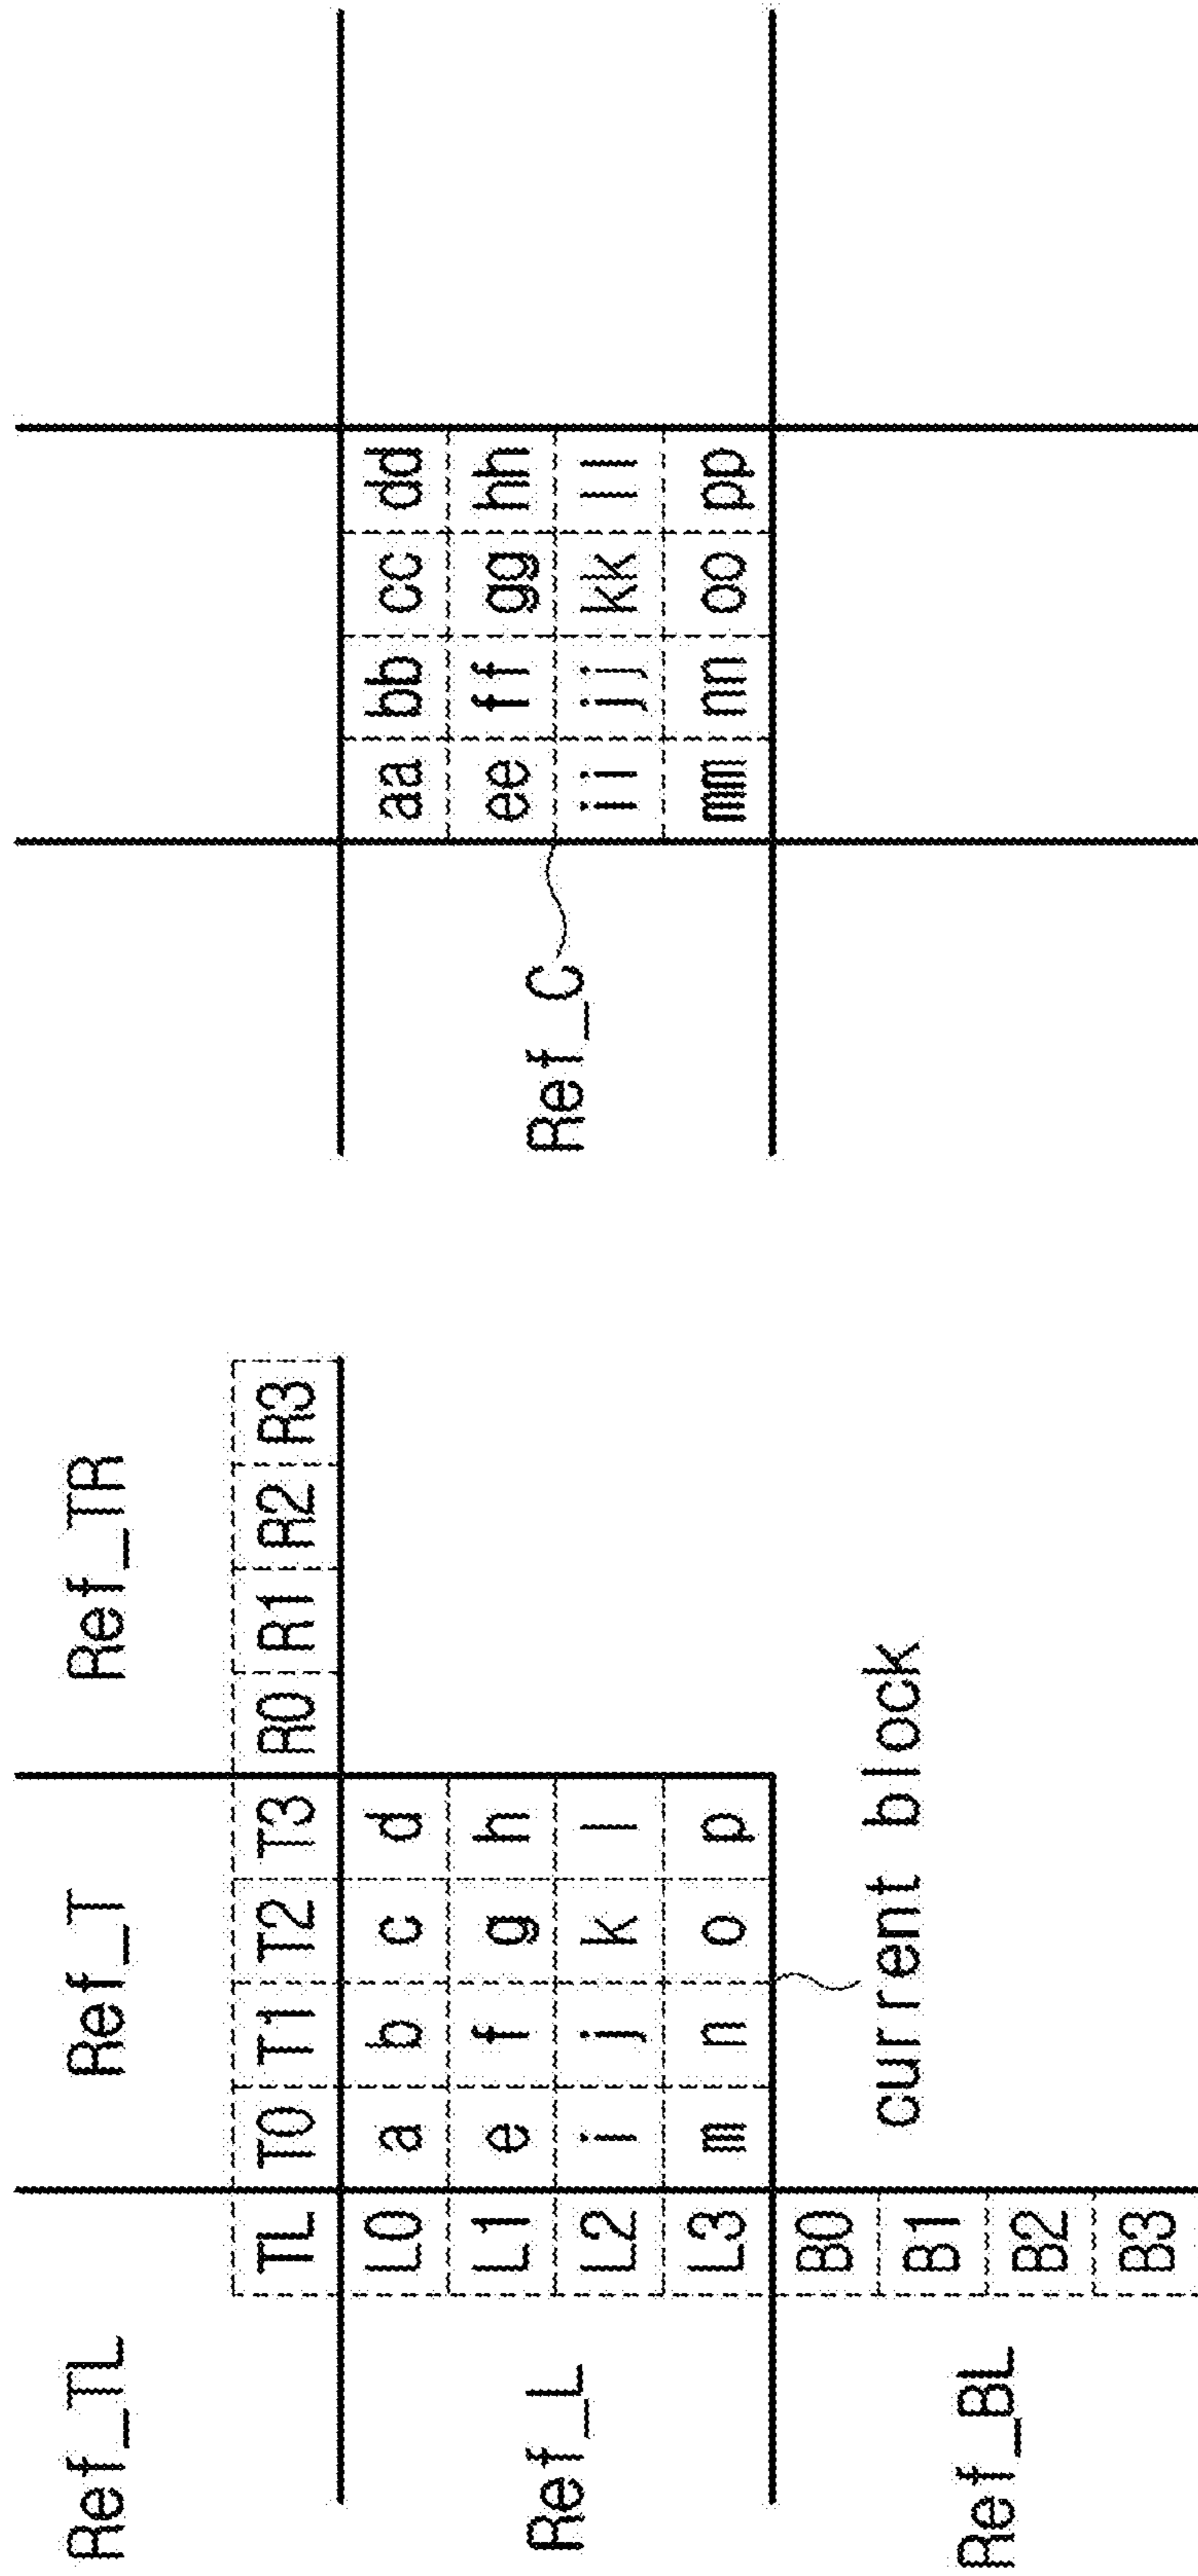 Ref_TL Ref_T Ref_TR
TL T0 T1 T2 T3 R0 R1 R2 R3
L0 a b c d
L1 e f g h
Ref_L
L2 i j k l
L3 m n o p
B0
current block
B1
Ref_BL
B2
B3
aa bb cc dd
ee ff gg hh
Ref_C
ii jj kk ll
mm nn oo pp